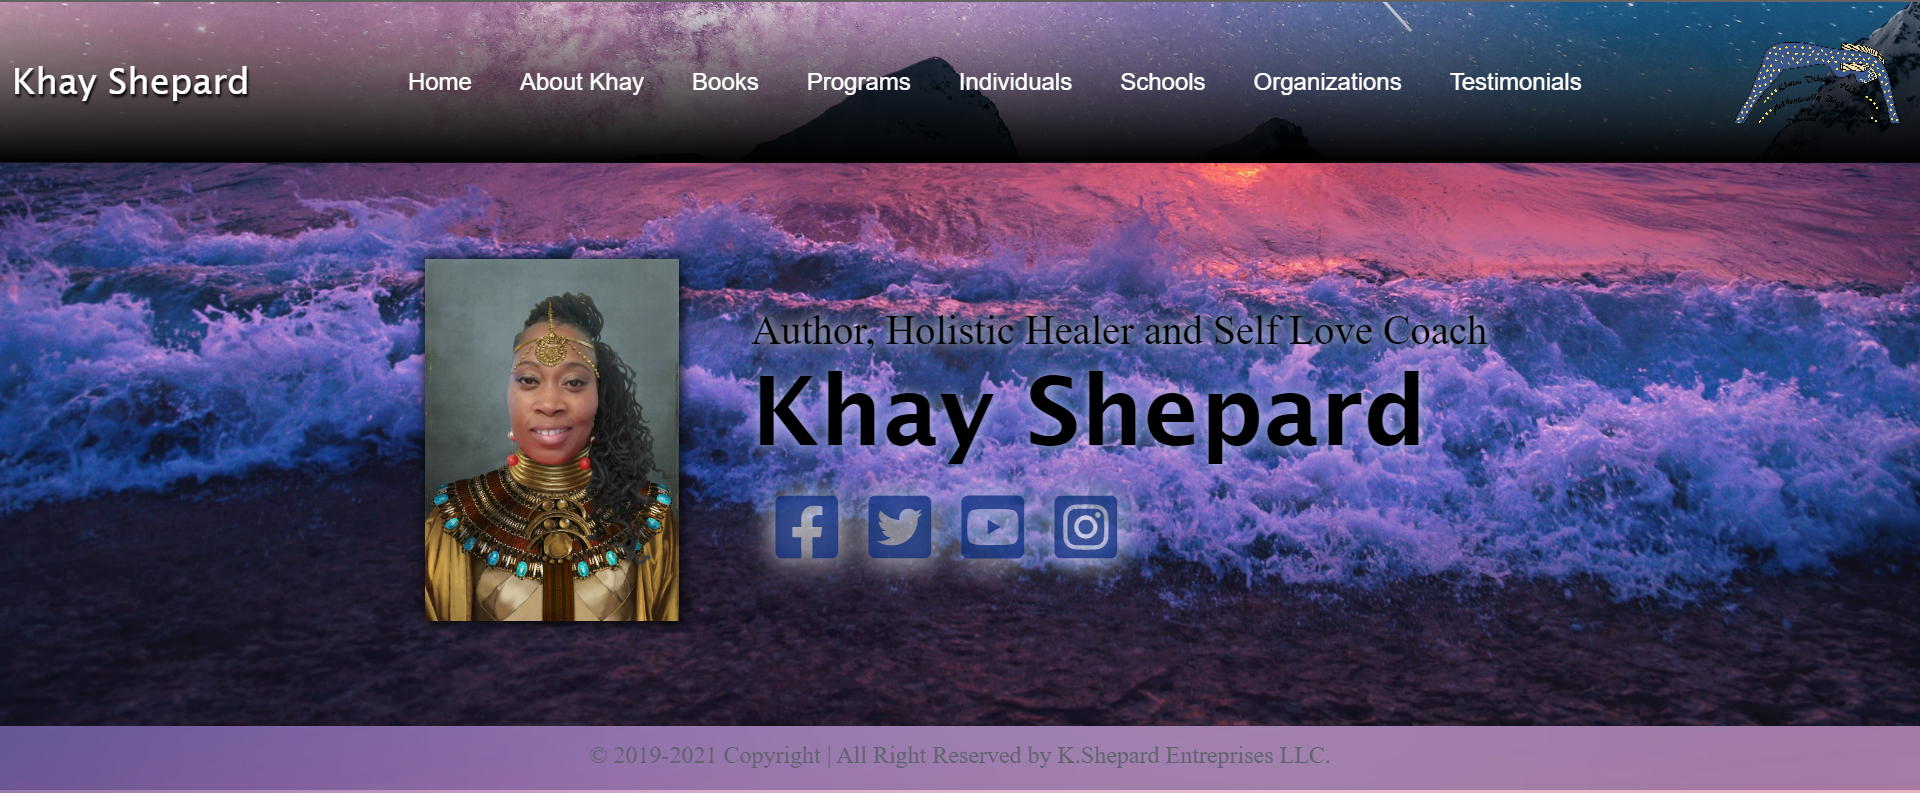 Khay Shepard
Home
About Khay
Books
Programs
Individuals
Schools
Organizations
Testimonials
Author, Holistic Healer and Self Love Coach
Khay Shepard
© 2019-2021 Copyright | All Right Reserved by K.Shepard Entreprises LLC.